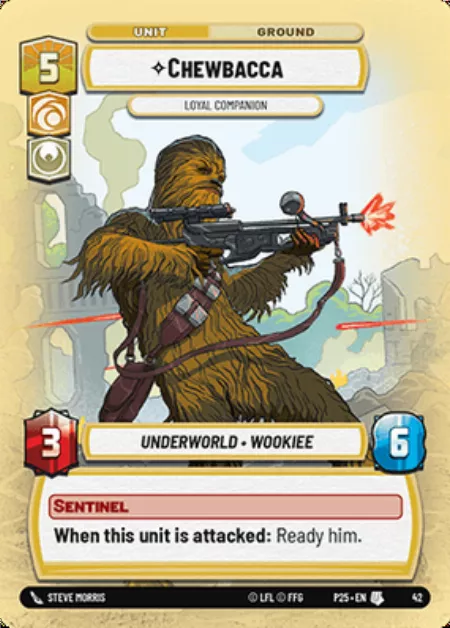 UNIT GROUND
5
CHEWBACCA
LOYAL COMPANION
3
UNDERWORLD • WOOKIEE
6
SENTINEL
When this unit is attacked: Ready him.
STEVE MORRIS © LFL © FFG P25 • EN 42